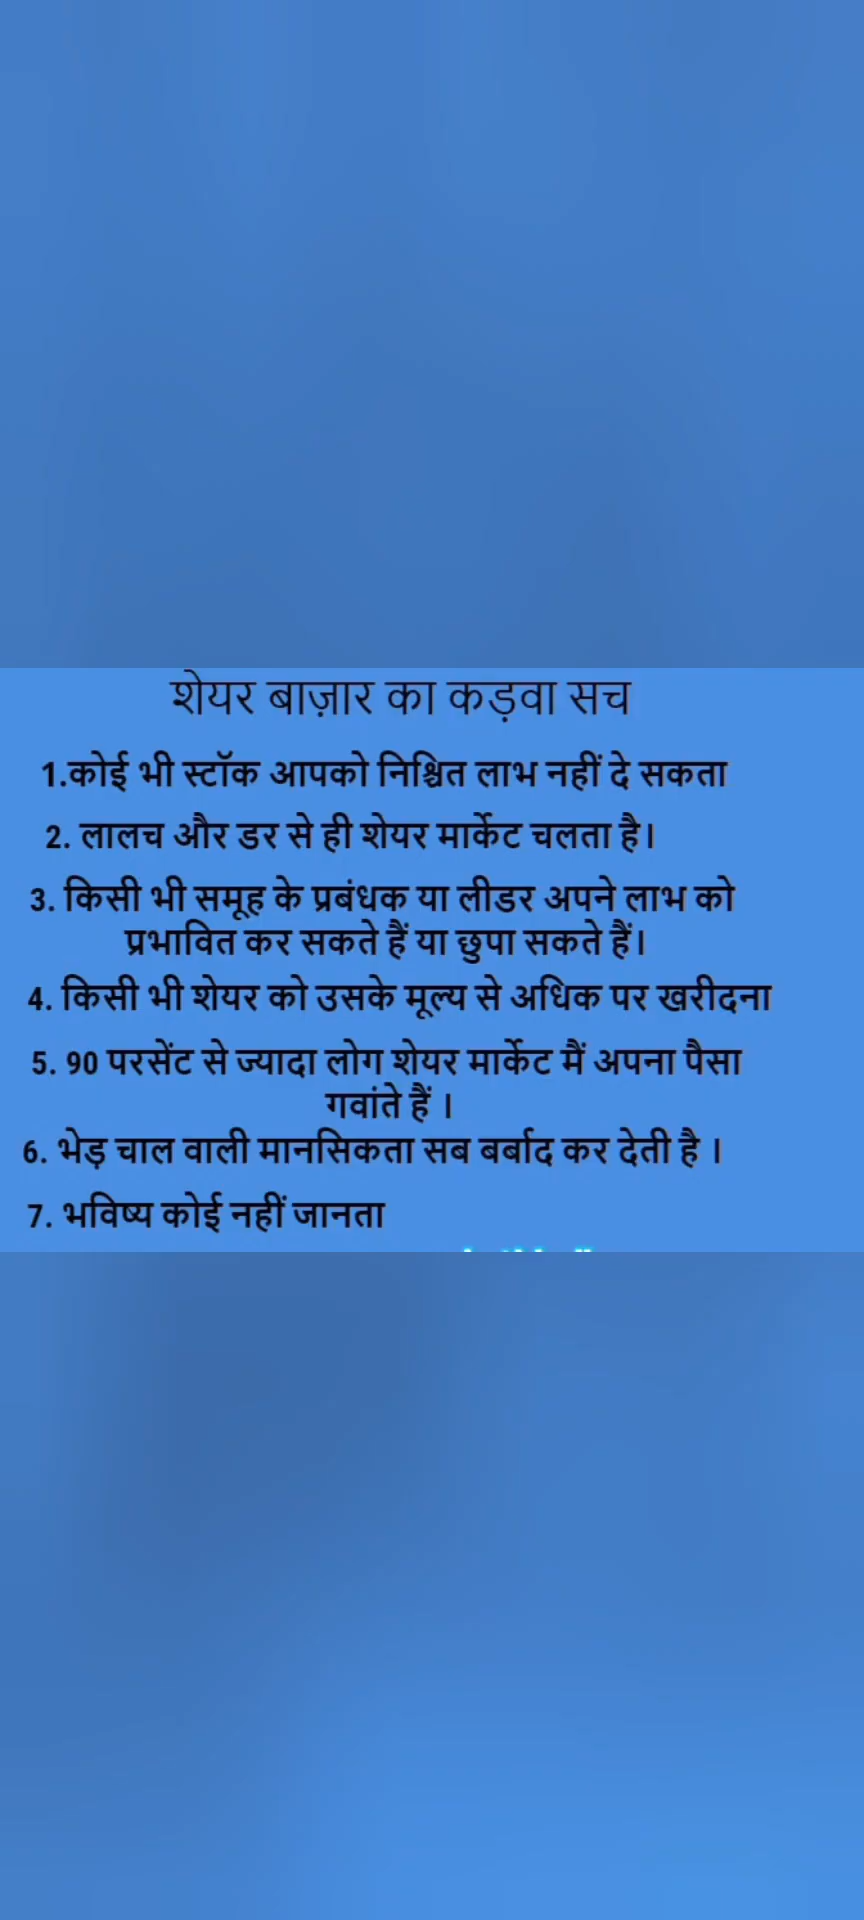 शेयर बाज़ार का कड़वा सच
1.कोई भी स्टॉक आपको निश्चित लाभ नहीं दे सकता
2. लालच और डर से ही शेयर मार्केट चलता है।
3. किसी भी समूह के प्रबंधक या लीडर अपने लाभ को
प्रभावित कर सकते हैं या छुपा सकते हैं।
4. किसी भी शेयर को उसके मूल्य से अधिक पर खरीदना
5. 90 परसेंट से ज्यादा लोग शेयर मार्केट मैं अपना पैसा
गवांते हैं ।
6. भेड़ चाल वाली मानसिकता सब बर्बाद कर देती है ।
7. भविष्य कोई नहीं जानता